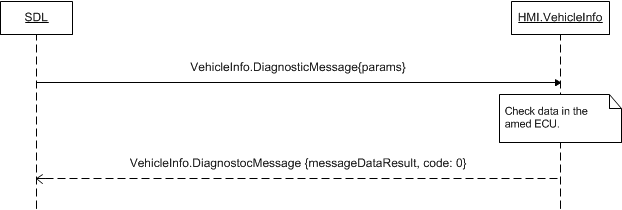 SDL
HMI.VehicleInfo
VehicleInfo.DiagnosticMessage{params}
Check data in the
amed ECU.
VehicleInfo.DiagnostocMessage {messageDataResult, code: 0}